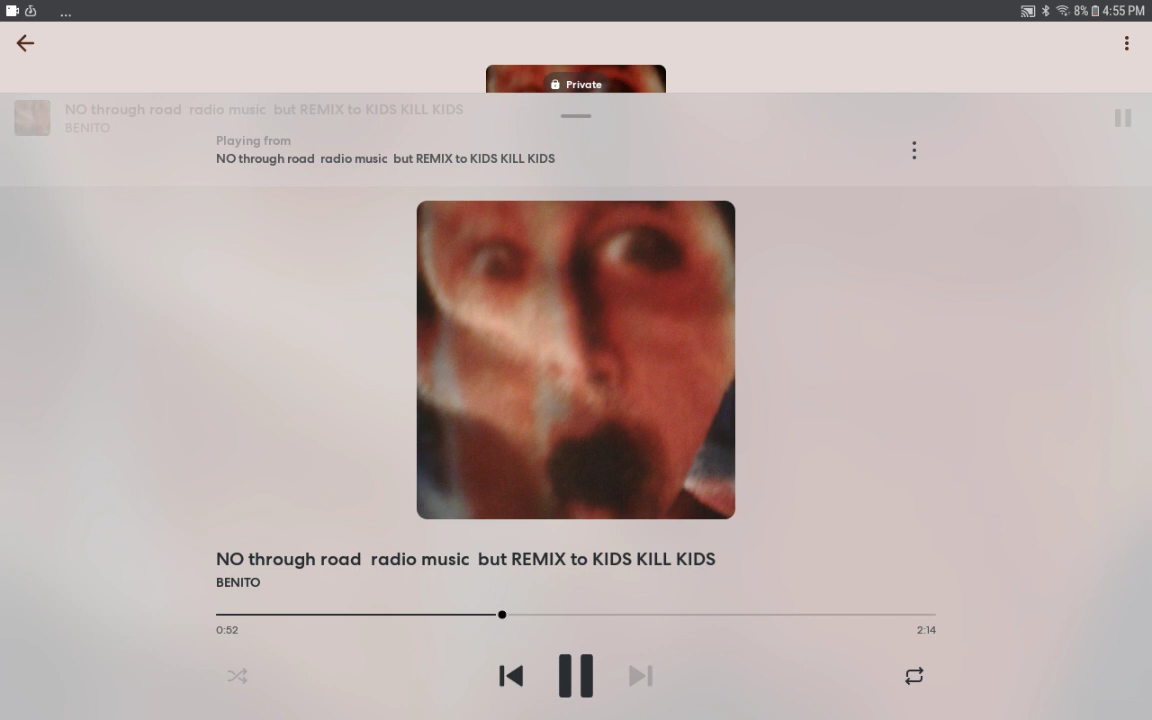 ... 8% 4:55 PM
Private
NO through road  radio music  but REMIX to KIDS KILL KIDS
BENITO
Playing from
NO through road  radio music  but REMIX to KIDS KILL KIDS
NO through road  radio music  but REMIX to KIDS KILL KIDS
BENITO
0:52 2:14